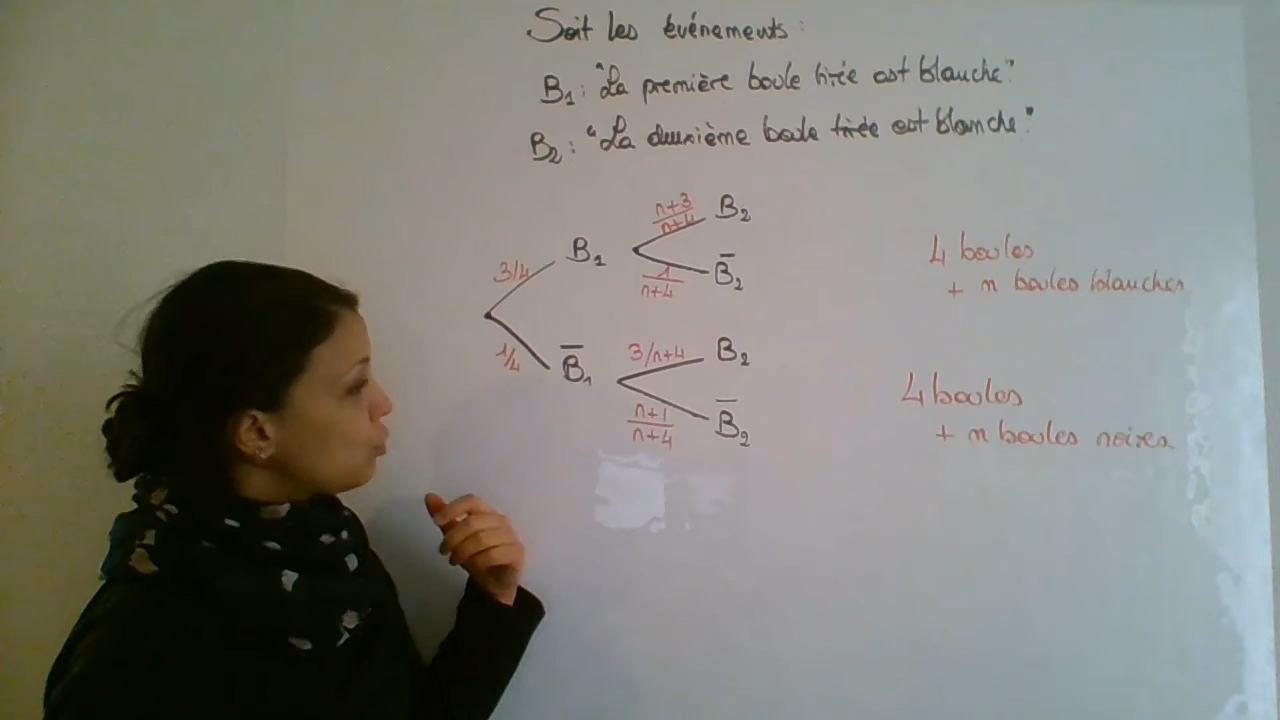 Soit les événements :
B₁ : "La première boule tirée est blanche"
B₂ : "La deuxième boule tirée est blanche"
n+3/n+4 B₂
3/4 B₁
1/n+4 B̄₂
1/4 B̄₁
3/n+4 B₂
n+1/n+4 B̄₂
4 boules
+ n boules blanches
4 boules
+ n boules noires